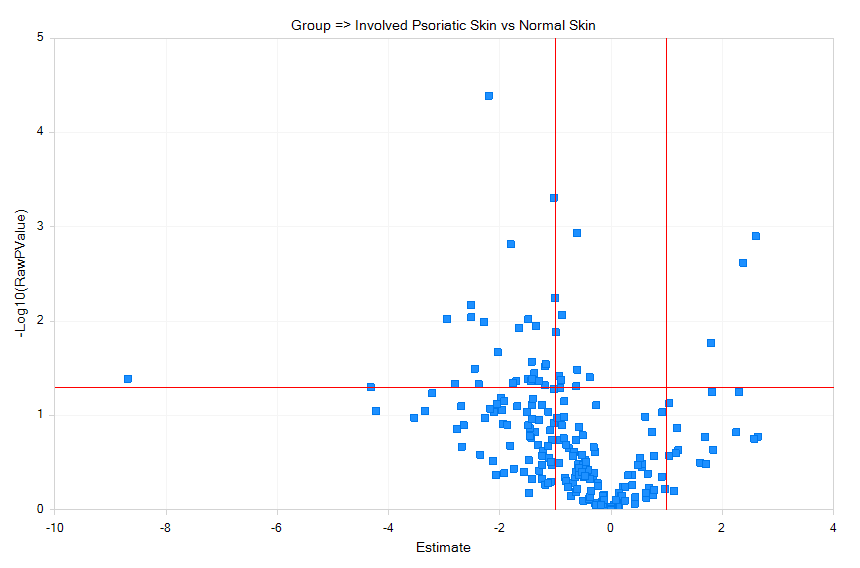 Group => Involved Psoriatic Skin vs Normal Skin
5
4
3
2
1
0
-Log10(RawPValue)
-10 -8 -6 -4 -2 0 2 4
Estimate